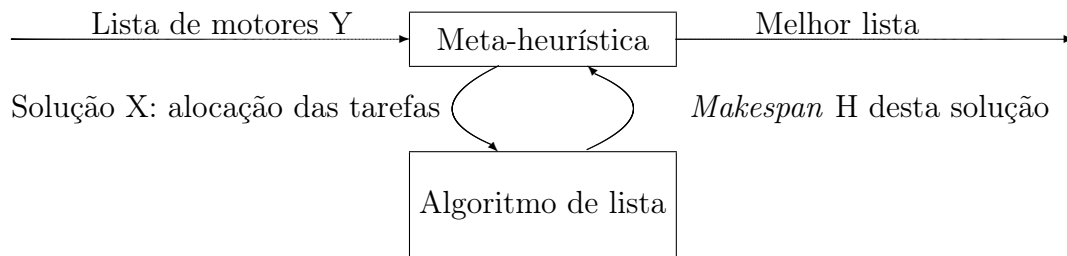 Lista de motores Y
Meta-heurística
Melhor lista
Solução X: alocação das tarefas
Makespan H desta solução
Algoritmo de lista